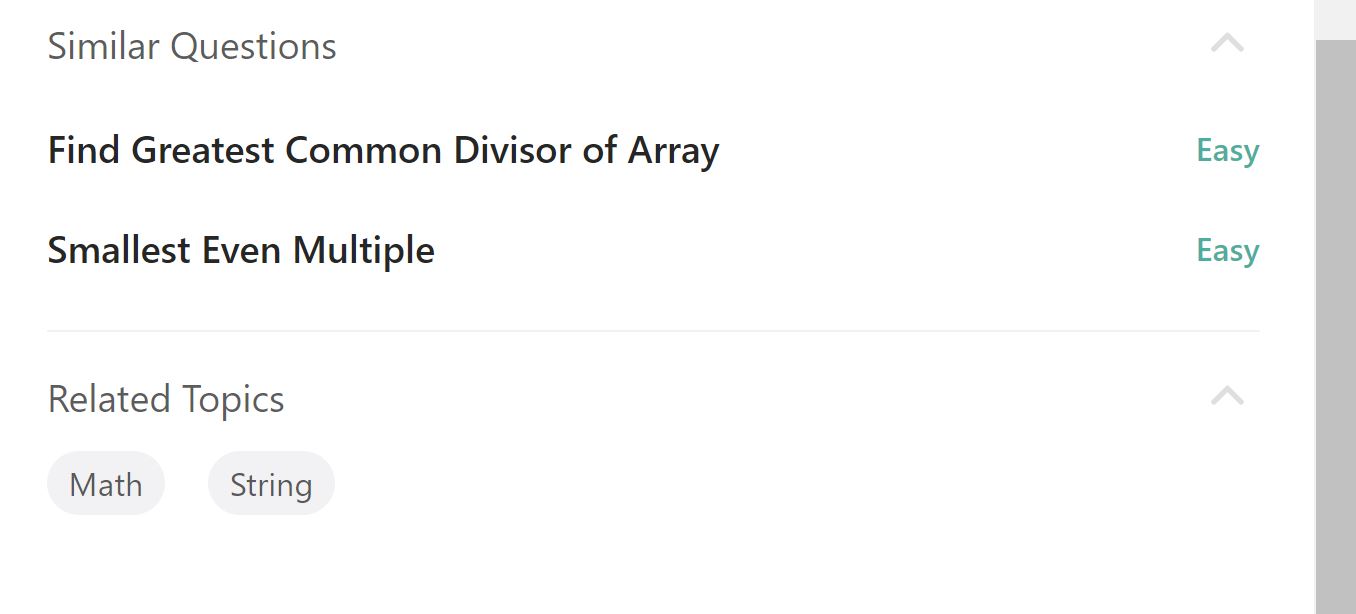 Similar Questions
Find Greatest Common Divisor of Array Easy
Smallest Even Multiple Easy
Related Topics
Math String